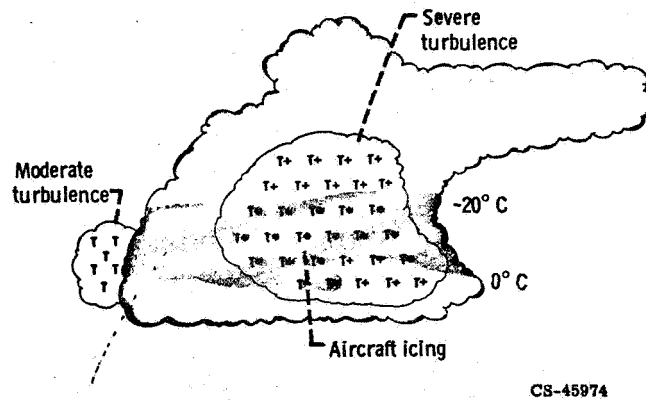 Severe
turbulence
T+ T+ T+ T+
Moderate
turbulence
T+ T+ T+ T+ T+
-20° C
T T
T
T T
T
0° C
T+ T+ T+
Aircraft icing
CS-45974